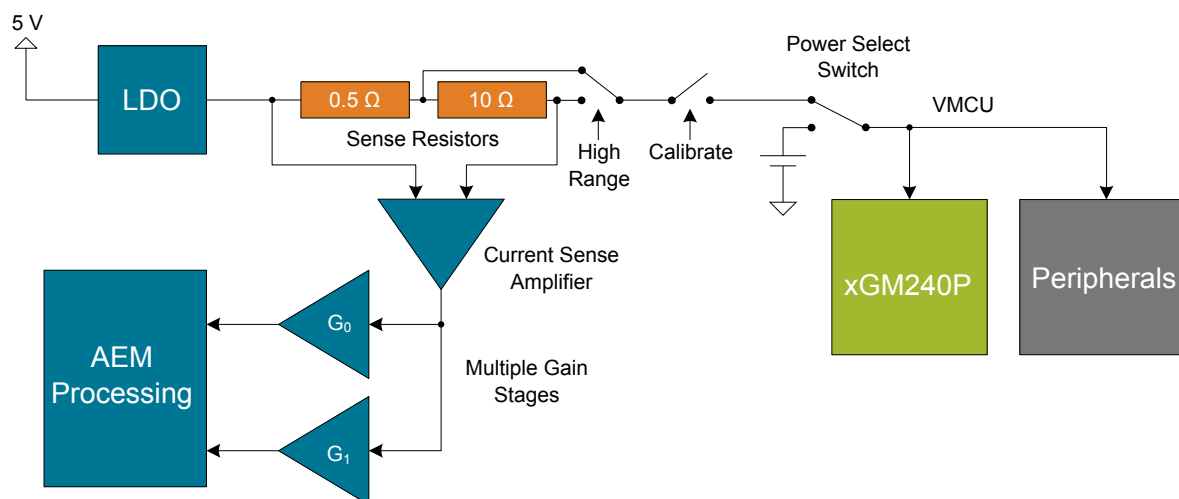 5 V
LDO
0.5 Ω
10 Ω
Sense Resistors
High
Range
Calibrate
Power Select
Switch
VMCU
Current Sense
Amplifier
xGM240P
Peripherals
AEM
Processing
G₀
Multiple Gain
Stages
G₁